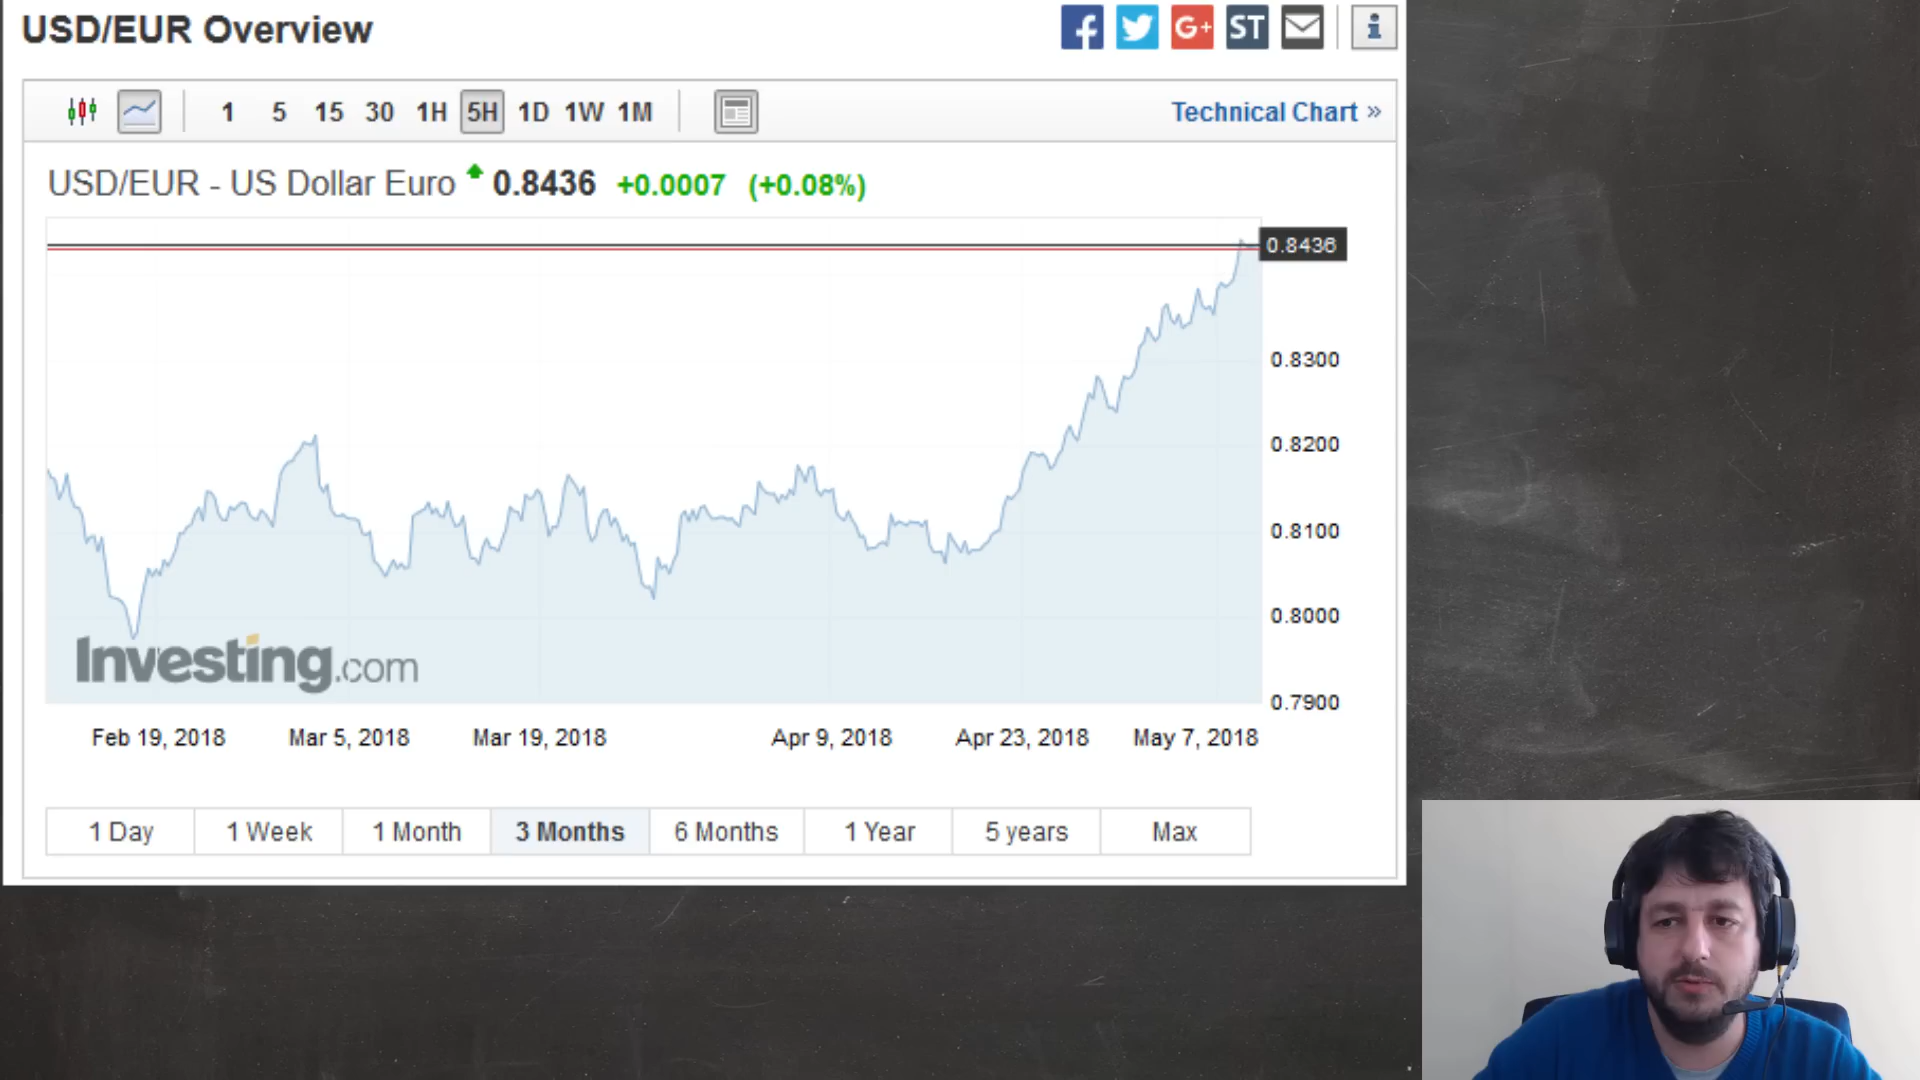 USD/EUR Overview
G+ ST
1 5 15 30 1H 5H 1D 1W 1M
Technical Chart »
USD/EUR - US Dollar Euro 0.8436 +0.0007 (+0.08%)
0.8436
0.8300
0.8200
0.8100
0.8000
0.7900
Investing.com
Feb 19, 2018 Mar 5, 2018 Mar 19, 2018 Apr 9, 2018 Apr 23, 2018 May 7, 2018
1 Day 1 Week 1 Month 3 Months 6 Months 1 Year 5 years Max